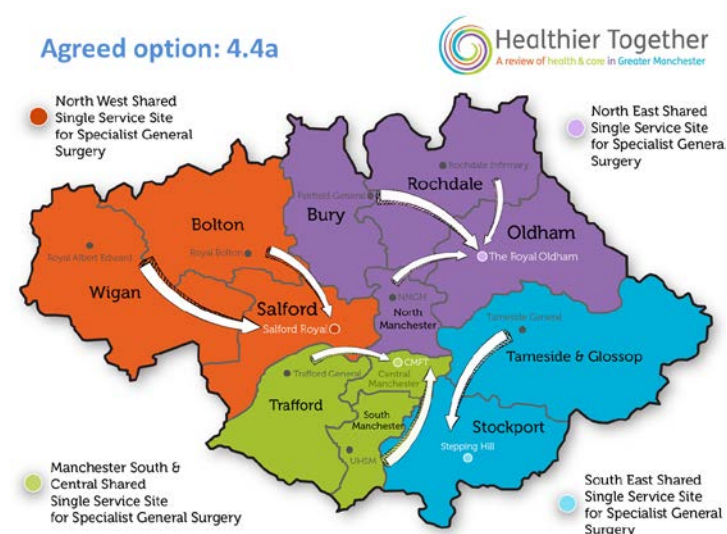 Agreed option: 4.4a
Healthier Together
A review of health & care in Greater Manchester
North West Shared
Single Service Site
for Specialist General
Surgery
North East Shared
Single Service Site
for Specialist General
Surgery
Rochdale Infirmary
Rochdale
Fairfield General
Bury
Bolton
Oldham
Royal Albert Edward
Royal Bolton
The Royal Oldham
Wigan
NMGH
North
Manchester
Salford
Salford Royal
Tameside General
Tameside & Glossop
CMFT
Central
Manchester
Trafford General
Trafford
South
Manchester
Stockport
UHSM
Stepping Hill
Manchester South &
Central Shared
Single Service Site
for Specialist General Surgery
South East Shared
Single Service Site
for Specialist General
Surgery